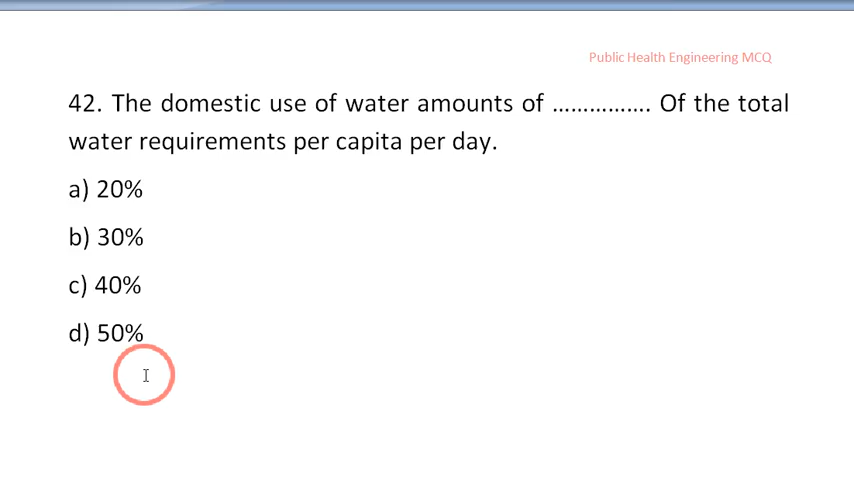 Public Health Engineering MCQ
42. The domestic use of water amounts of ............... Of the total
water requirements per capita per day.
a) 20%
b) 30%
c) 40%
d) 50%